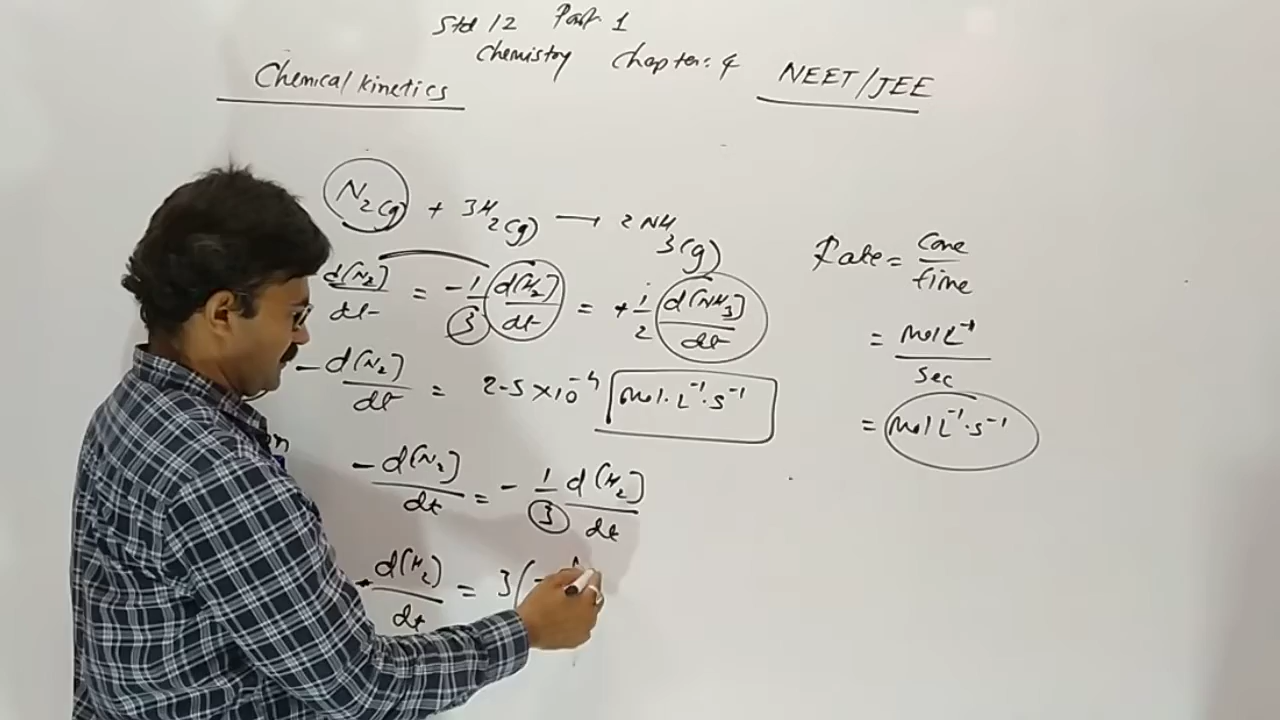 Std 12 Part 1
Chemistry Chapter: 4
Chemical kinetics
NEET/JEE
N2(g) + 3H2(g) → 2NH3(g)
d[N2]/dt = -1/3 d[H2]/dt = +1/2 d[NH3]/dt
-d[N2]/dt = 2.5×10^-4 mol·L^-1·s^-1
-d[N2]/dt = -1/3 d[H2]/dt
-d[H2]/dt = 3(-
Rate = Conc/time
= mol L^-1/sec
= mol L^-1·s^-1